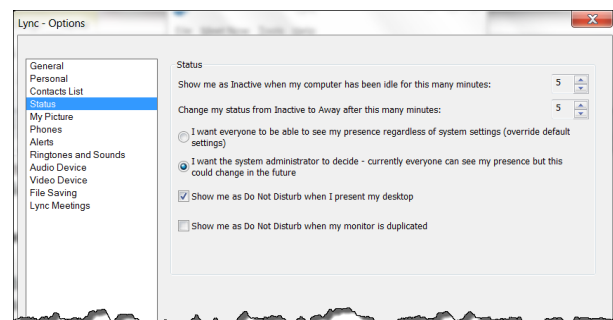 Lync - Options
General
Personal
Contacts List
Status
My Picture
Phones
Alerts
Ringtones and Sounds
Audio Device
Video Device
File Saving
Lync Meetings
Status
Show me as Inactive when my computer has been idle for this many minutes: 5
Change my status from Inactive to Away after this many minutes: 5
I want everyone to be able to see my presence regardless of system settings (override default
settings)
I want the system administrator to decide - currently everyone can see my presence but this
could change in the future
Show me as Do Not Disturb when I present my desktop
Show me as Do Not Disturb when my monitor is duplicated